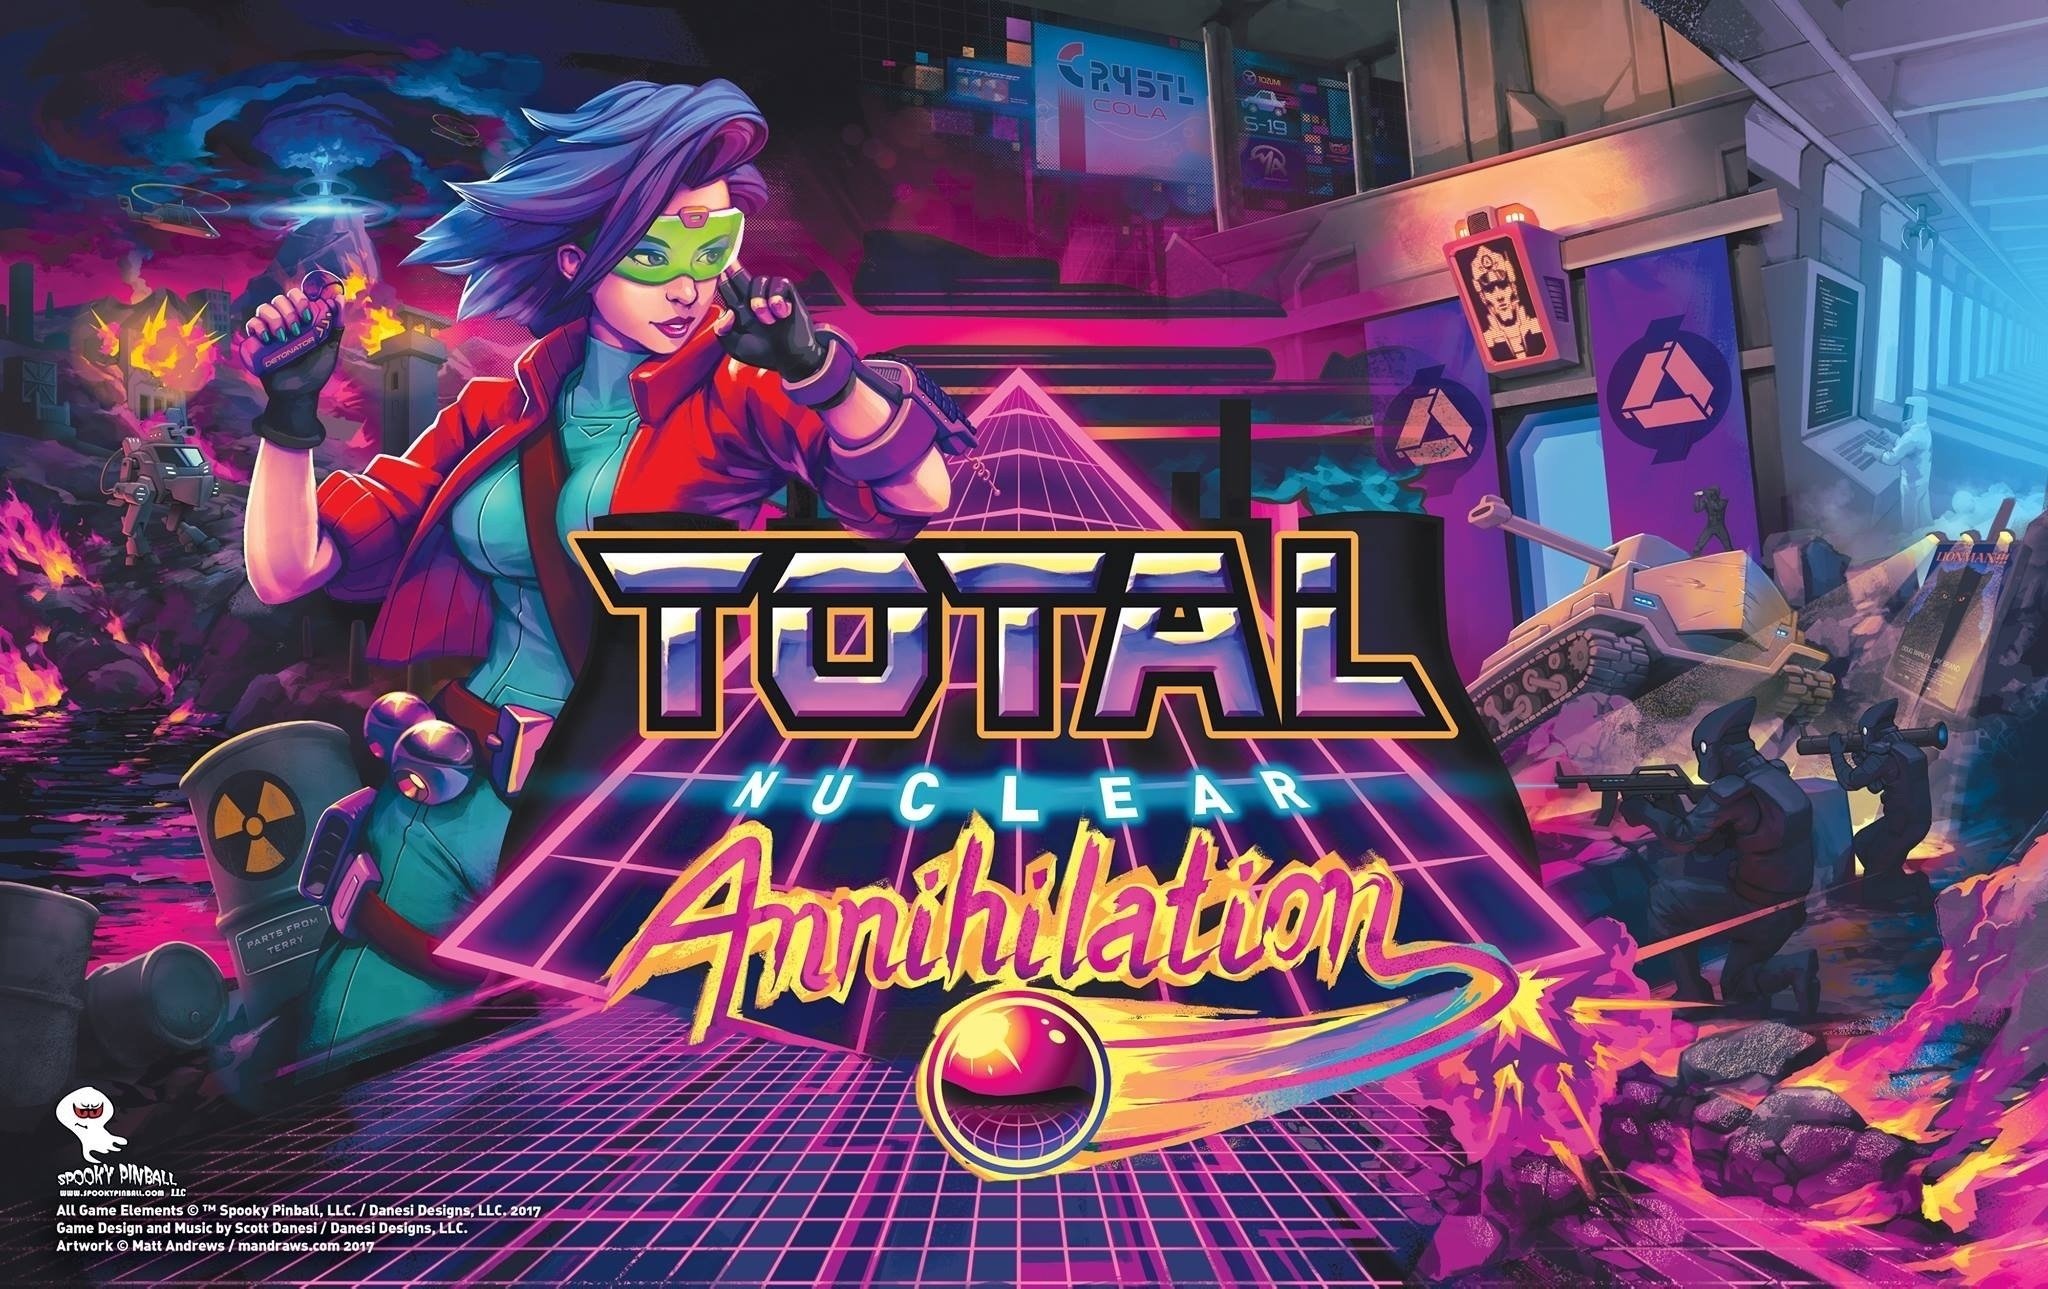 CRYSTL
COLA
TOZUMI
S-19
MA
DETONATOR
LIONMAN!!!
TOTAL
NUCLEAR
Annihilation
PARTS FROM
TERRY
SPOOKY PINBALL
WWW.SPOOKYPINBALL.COM LLC
All Game Elements © ™ Spooky Pinball, LLC. / Danesi Designs, LLC. 2017
Game Design and Music by Scott Danesi / Danesi Designs, LLC.
Artwork © Matt Andrews / mandraws.com 2017